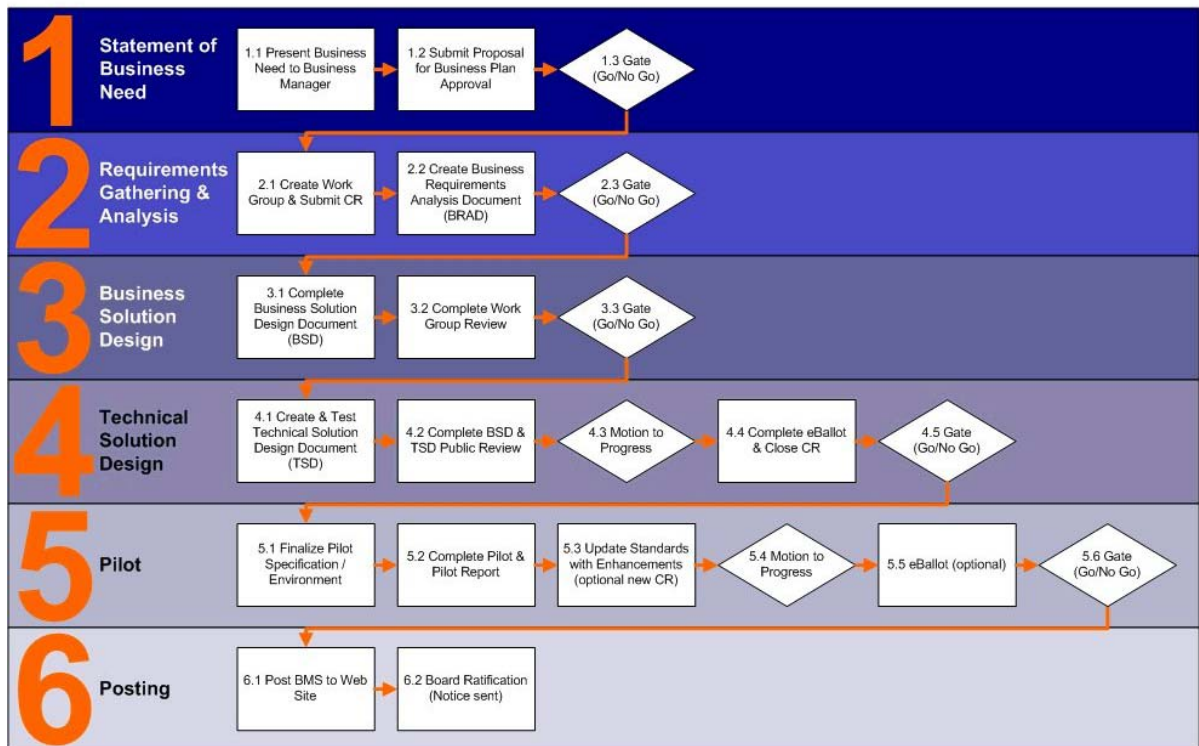 1
Statement of
Business
Need
1.1 Present Business
Need to Business
Manager
1.2 Submit Proposal
for Business Plan
Approval
1.3 Gate
(Go/No Go)
2
Requirements
Gathering &
Analysis
2.1 Create Work
Group & Submit CR
2.2 Create Business
Requirements
Analysis Document
(BRAD)
2.3 Gate
(Go/No Go)
3
Business
Solution
Design
3.1 Complete
Business Solution
Design Document
(BSD)
3.2 Complete Work
Group Review
3.3 Gate
(Go/No Go)
4
Technical
Solution
Design
4.1 Create & Test
Technical Solution
Design Document
(TSD)
4.2 Complete BSD &
TSD Public Review
4.3 Motion to
Progress
4.4 Complete eBallot
& Close CR
4.5 Gate
(Go/No Go)
5
Pilot
5.1 Finalize Pilot
Specification /
Environment
5.2 Complete Pilot &
Pilot Report
5.3 Update Standards
with Enhancements
(optional new CR)
5.4 Motion to
Progress
5.5 eBallot (optional)
5.6 Gate
(Go/No Go)
6
Posting
6.1 Post BMS to Web
Site
6.2 Board Ratification
(Notice sent)